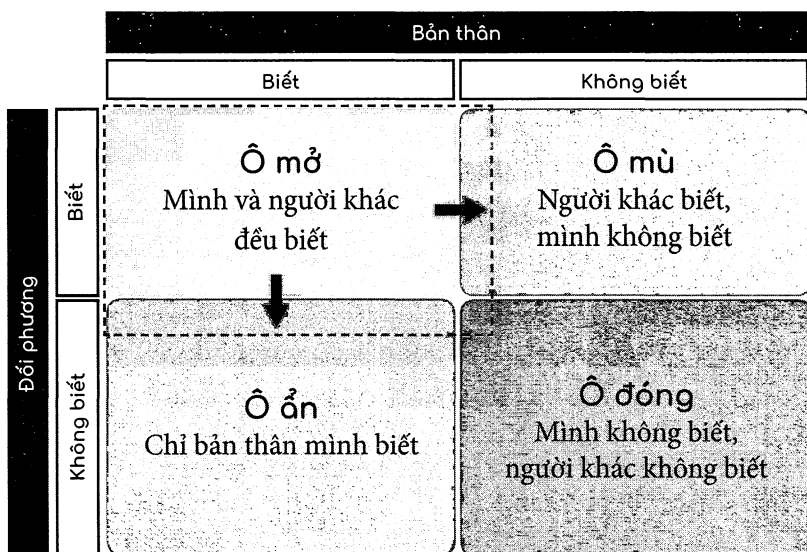 Bản thân
Biết
Không biết
Đối phương
Biết
Ô mở
Mình và người khác
đều biết
Ô mù
Người khác biết,
mình không biết
Không biết
Ô ẩn
Chỉ bản thân mình biết
Ô đóng
Mình không biết,
người khác không biết